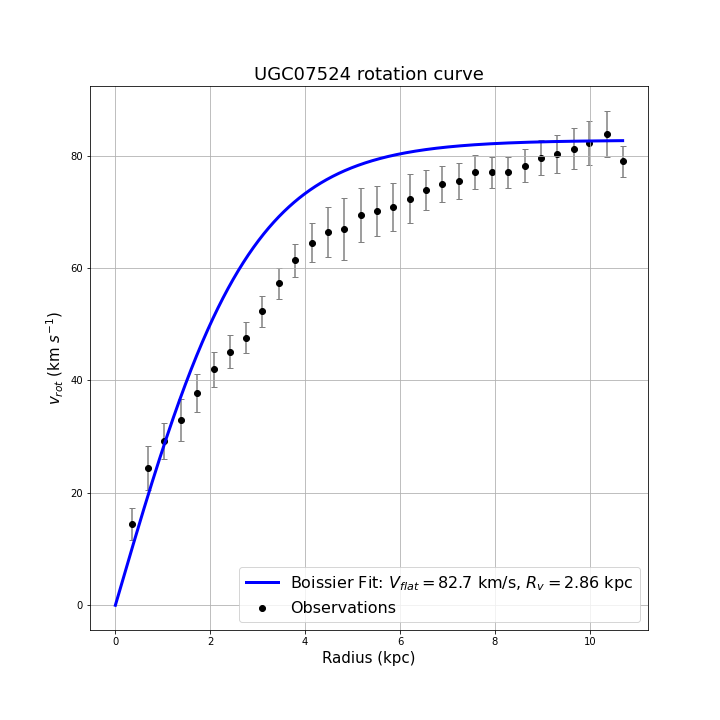 UGC07524 rotation curve
80
60
40
20
0
v_rot (km s⁻¹)
0 2 4 6 8 10
Radius (kpc)
Boissier Fit: V_flat = 82.7 km/s, R_v = 2.86 kpc
Observations